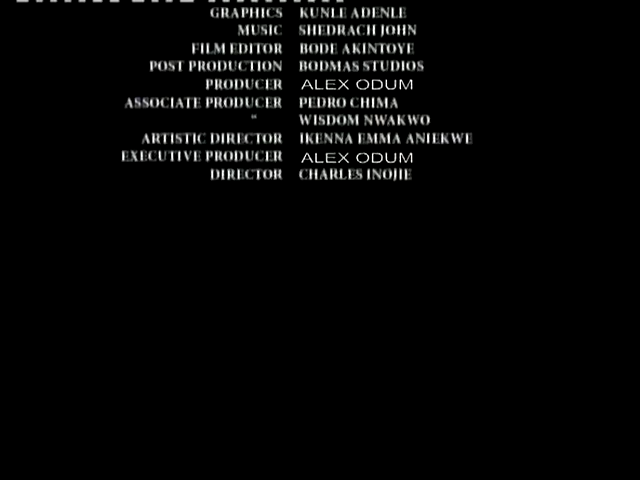 GRAPHICS KUNLE ADENLE
MUSIC SHEDRACH JOHN
FILM EDITOR BODE AKINTOYE
POST PRODUCTION BODMAS STUDIOS
PRODUCER ALEX ODUM
ASSOCIATE PRODUCER PEDRO CHIMA
" WISDOM NWAKWO
ARTISTIC DIRECTOR IKENNA EMMA ANIEKWE
EXECUTIVE PRODUCER ALEX ODUM
DIRECTOR CHARLES INOJIE